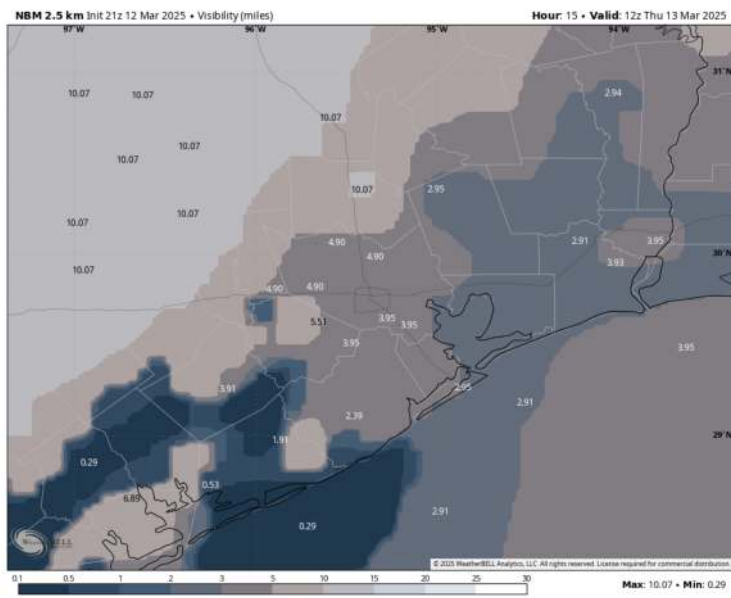 NBM 2.5 km Init 21z 12 Mar 2025 • Visibility (miles) Hour: 15 • Valid: 12z Thu 13 Mar 2025
97°W 96°W 95°W 94°W
31°N
10.07 10.07 2.94
10.07
10.07
10.07
10.07 2.95
10.07 10.07
4.90 2.91 3.95
4.90 30°N
10.07 3.93
4.90 4.90
5.51 3.95 3.95
3.95 3.95
3.91 2.95
2.39 2.91
1.91 29°N
0.29
0.53
6.89
0.29 2.91
© 2025 WeatherBELL Analytics, LLC. All rights reserved. License required for commercial distribution.
0.1 0.5 1 2 3 5 10 15 20 25 30
Max: 10.07 • Min: 0.29